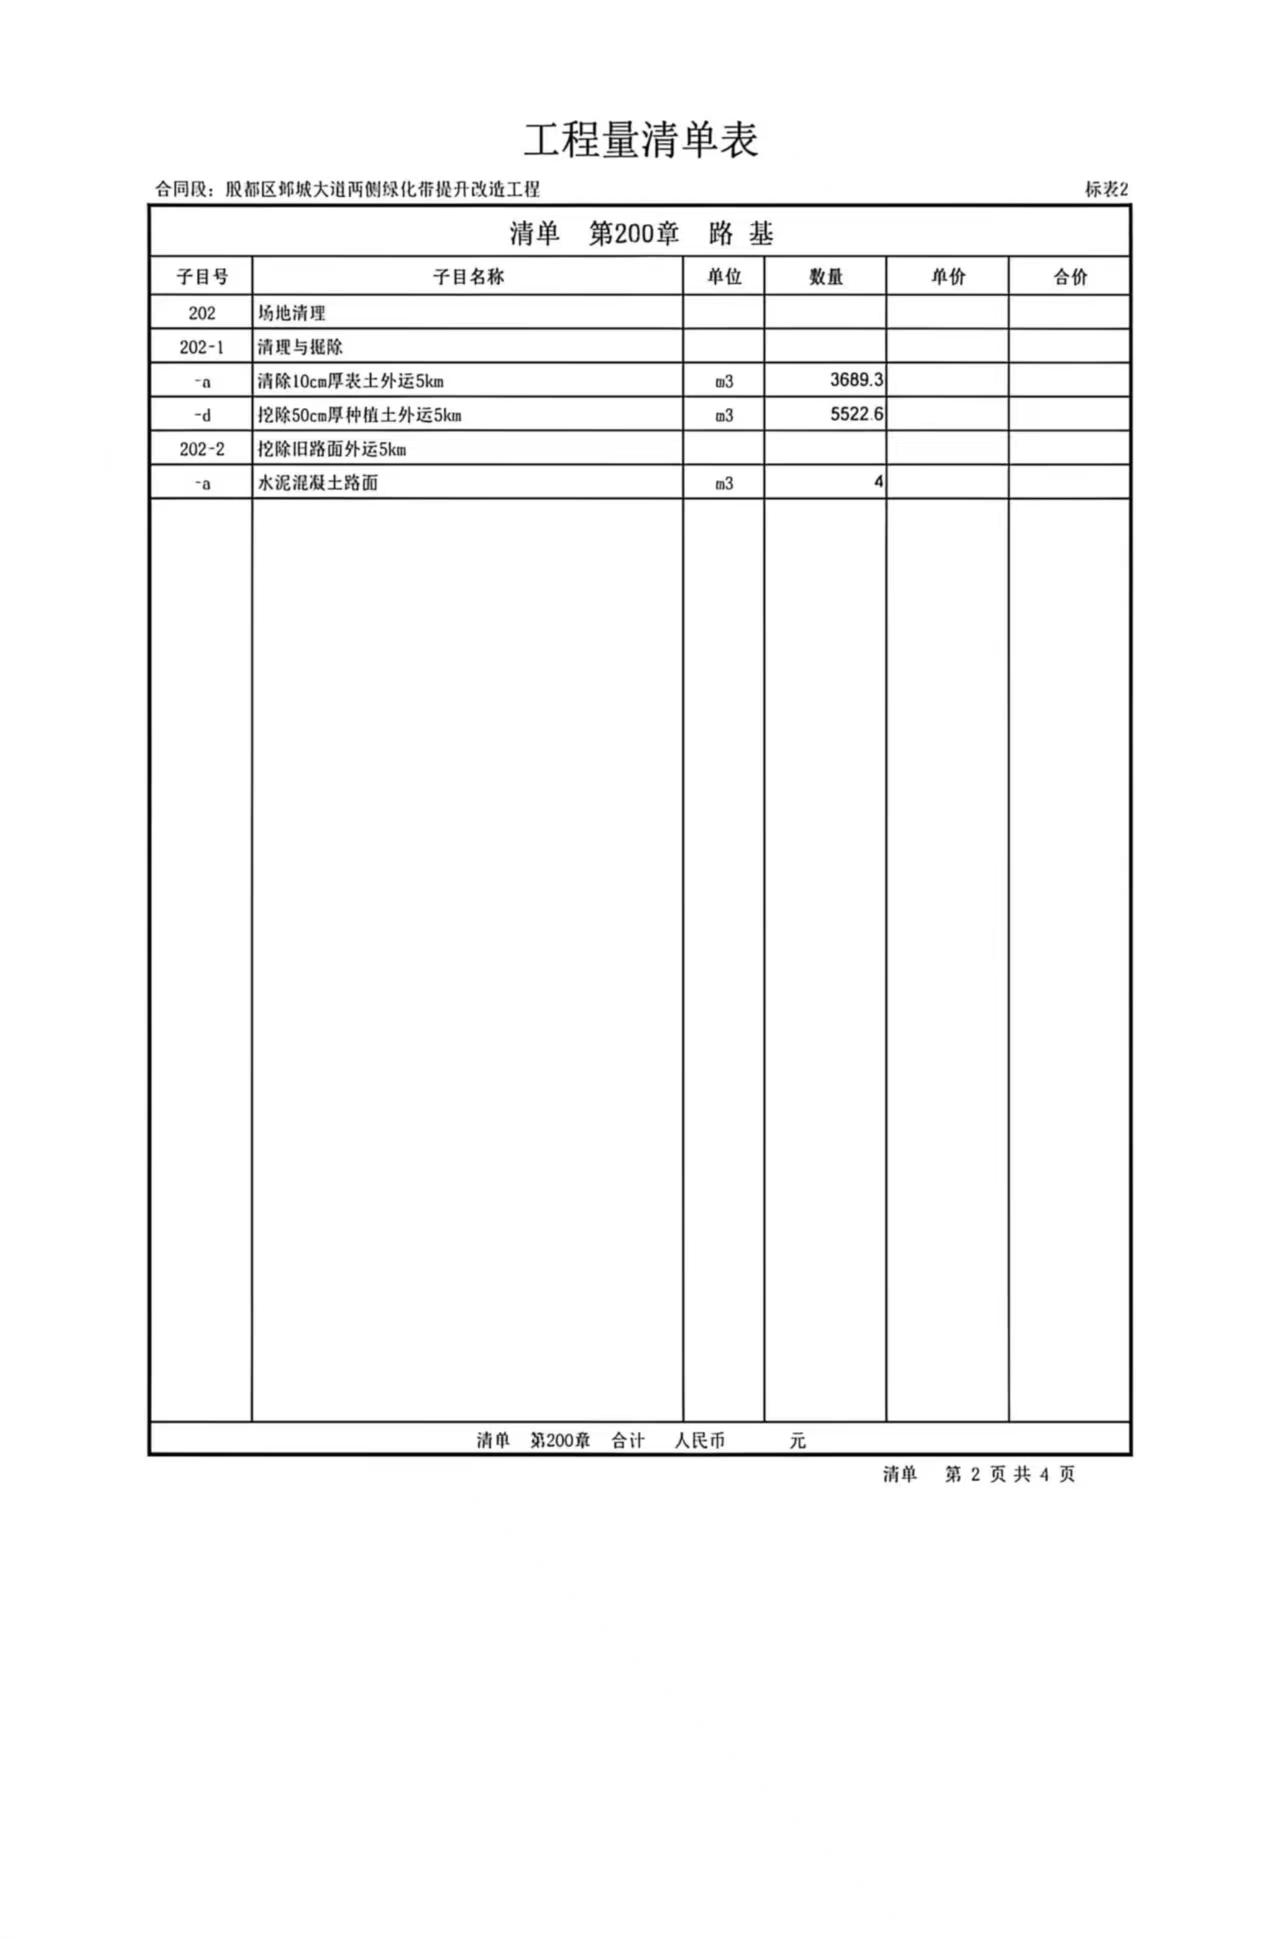 工程量清单表
合同段：殷都区邺城大道两侧绿化带提升改造工程 标表2
清单 第200章 路 基
子目号 子目名称 单位 数量 单价 合价
202 场地清理
202-1 清理与掘除
-a 清除10cm厚表土外运5km m3 3689.3
-d 挖除50cm厚种植土外运5km m3 5522.6
202-2 挖除旧路面外运5km
-a 水泥混凝土路面 m3 4
清单 第200章 合计 人民币 元
清单 第 2 页 共 4 页